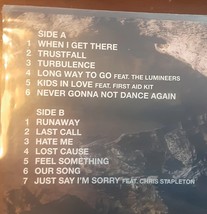 SIDE A
1 WHEN I GET THERE
2 TRUSTFALL
3 TURBULENCE
4 LONG WAY TO GO FEAT. THE LUMINEERS
5 KIDS IN LOVE FEAT. FIRST AID KIT
6 NEVER GONNA NOT DANCE AGAIN
SIDE B
1 RUNAWAY
2 LAST CALL
3 HATE ME
4 LOST CAUSE
5 FEEL SOMETHING
6 OUR SONG
7 JUST SAY I'M SORRY FEAT. CHRIS STAPLETON